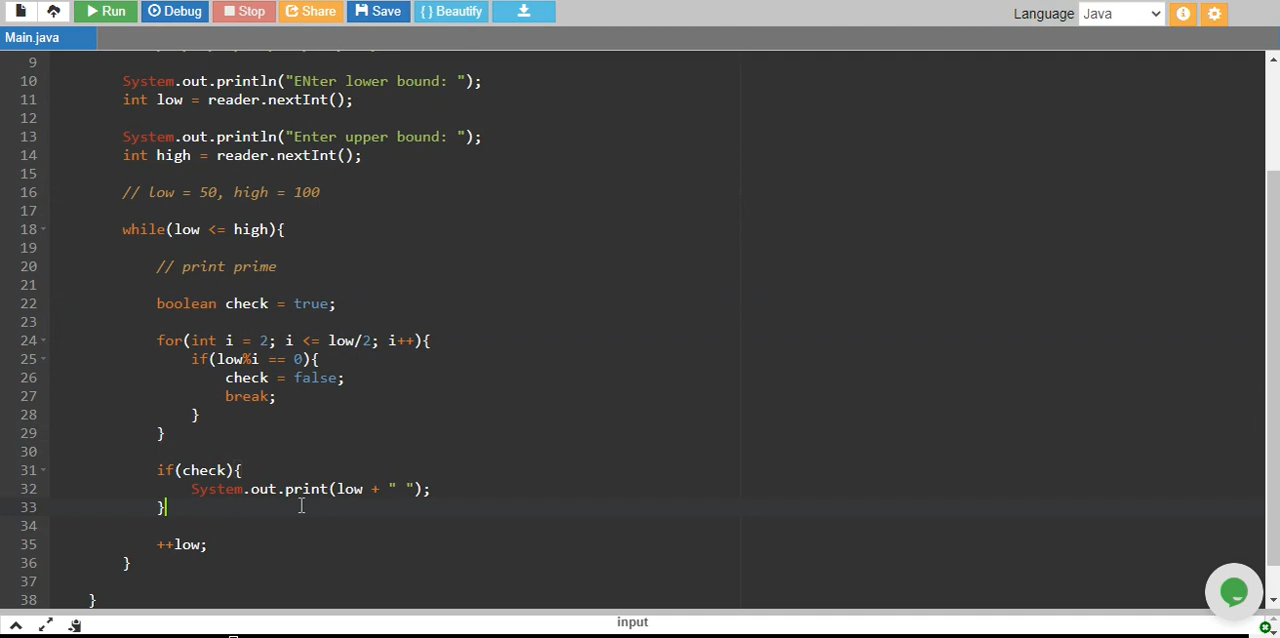 Run Debug Stop Share Save { } Beautify Language Java
Main.java
9
10 System.out.println("ENter lower bound: ");
11 int low = reader.nextInt();
12
13 System.out.println("Enter upper bound: ");
14 int high = reader.nextInt();
15
16 // low = 50, high = 100
17
18 while(low <= high){
19
20 // print prime
21
22 boolean check = true;
23
24 for(int i = 2; i <= low/2; i++){
25 if(low%i == 0){
26 check = false;
27 break;
28 }
29 }
30
31 if(check){
32 System.out.print(low + " ");
33 }
34
35 ++low;
36 }
37
38 }
input